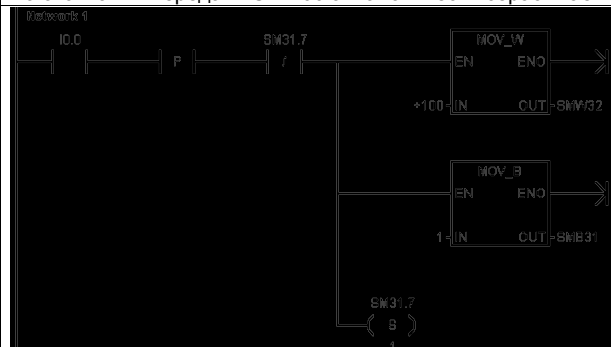 Network 1
I0.0
P
SM31.7
/
MOV_W
EN
ENO
+100
IN
OUT
SMW32
MOV_B
EN
ENO
1
IN
OUT
SMB31
SM31.7
S
1